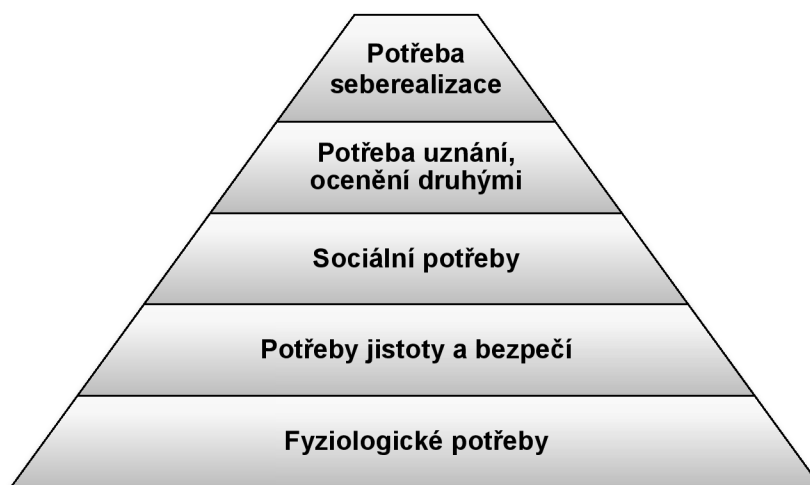 Potřeba
seberealizace
Potřeba uznání,
ocenění druhými
Sociální potřeby
Potřeby jistoty a bezpečí
Fyziologické potřeby